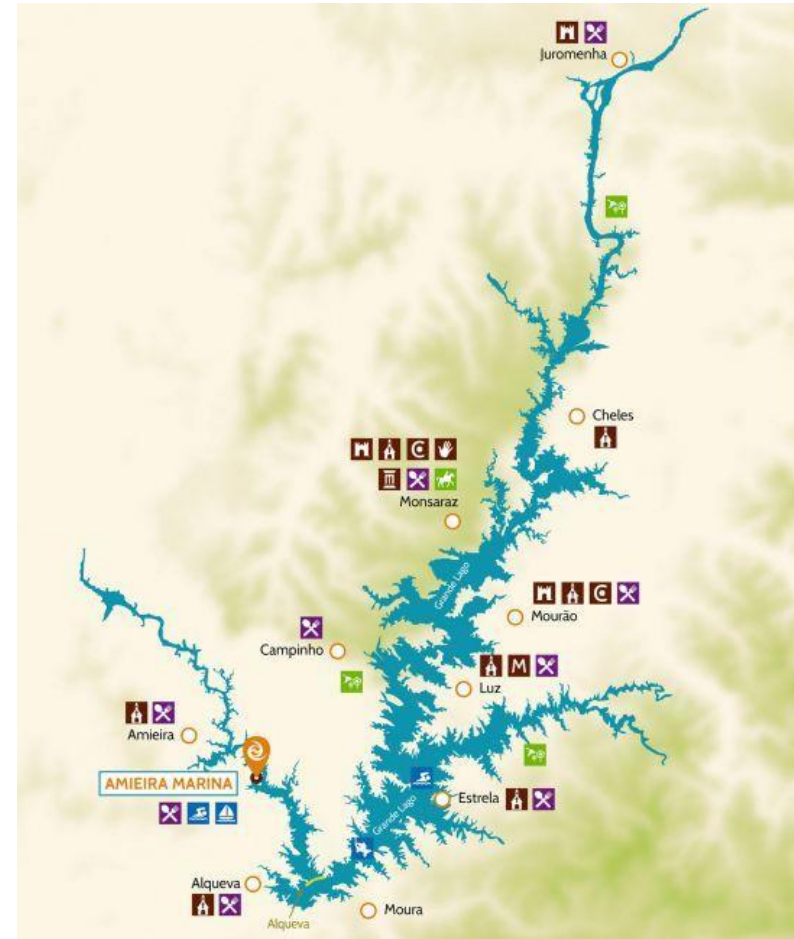 Juromenha
Cheles
Monsaraz
Grande Lago
Mourão
Campinho
M
Luz
Amieira
AMIEIRA MARINA
Estrela
Grande Lago
Alqueva
Moura
Alqueva